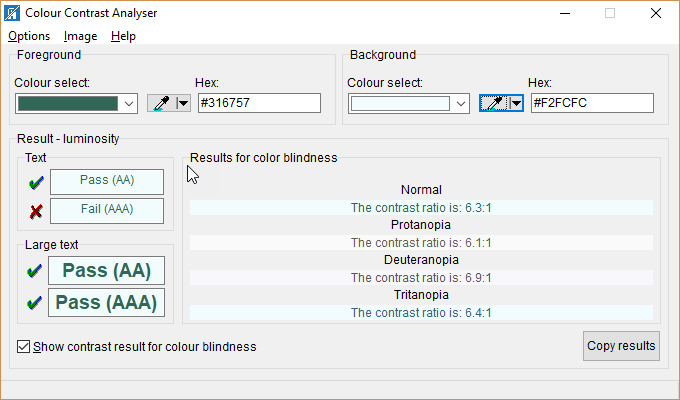 Colour Contrast Analyser
Options Image Help
Foreground
Colour select: Hex:
#316757
Background
Colour select: Hex:
#F2FCFC
Result - luminosity
Text
Pass (AA)
Fail (AAA)
Large text
Pass (AA)
Pass (AAA)
Results for color blindness
Normal
The contrast ratio is: 6.3:1
Protanopia
The contrast ratio is: 6.1:1
Deuteranopia
The contrast ratio is: 6.9:1
Tritanopia
The contrast ratio is: 6.4:1
Show contrast result for colour blindness
Copy results